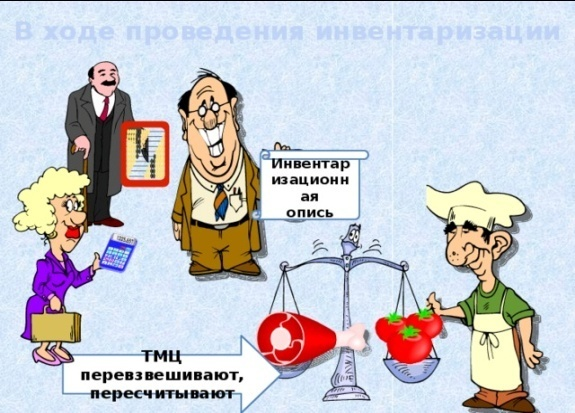 В ходе проведения инвентаризации
Инвентар
изационн
ая
опись
ТМЦ
перевзвешивают,
пересчитывают